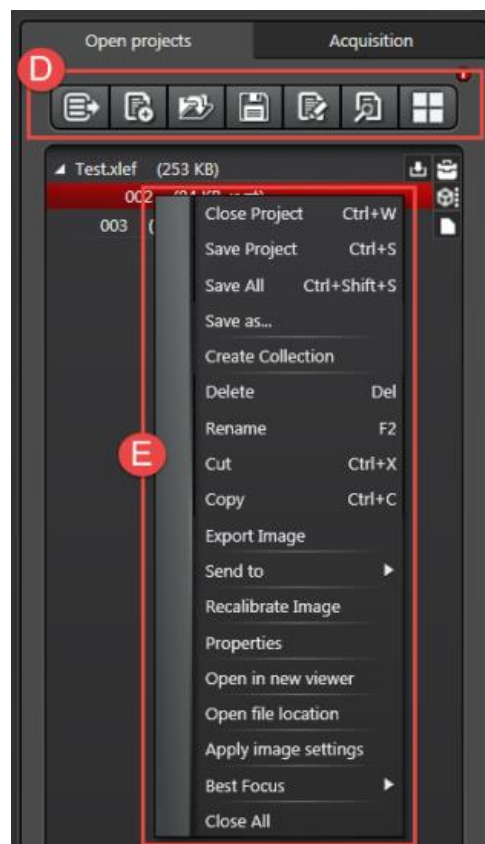 Open projects Acquisition
D
Test.xlef (253 KB)
002
003 (
Close Project Ctrl+W
Save Project Ctrl+S
Save All Ctrl+Shift+S
Save as...
Create Collection
Delete Del
Rename F2
E
Cut Ctrl+X
Copy Ctrl+C
Export Image
Send to
Recalibrate Image
Properties
Open in new viewer
Open file location
Apply image settings
Best Focus
Close All